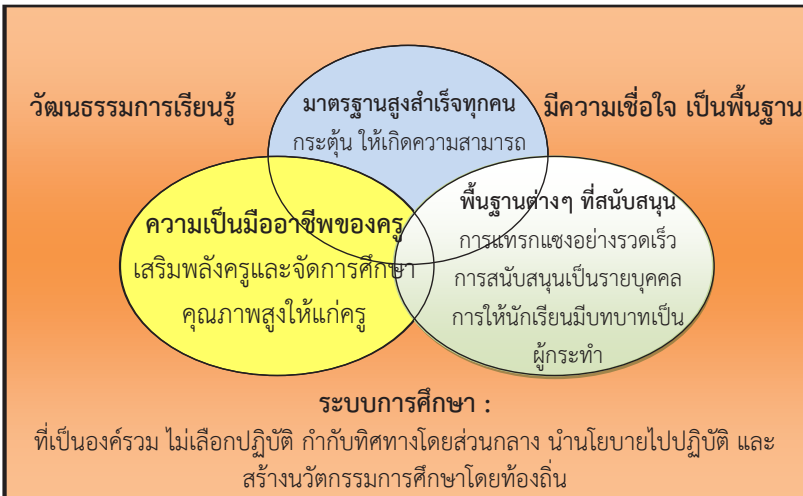 วัฒนธรรมการเรียนรู้
มาตรฐานสูงสำเร็จทุกคน
กระตุ้น ให้เกิดความสามารถ
มีความเชื่อใจ เป็นพื้นฐาน
ความเป็นมืออาชีพของครู
เสริมพลังครูและจัดการศึกษา
คุณภาพสูงให้แก่ครู
พื้นฐานต่างๆ ที่สนับสนุน
การแทรกแซงอย่างรวดเร็ว
การสนับสนุนเป็นรายบุคคล
การให้นักเรียนมีบทบาทเป็น
ผู้กระทำ
ระบบการศึกษา :
ที่เป็นองค์รวม ไม่เลือกปฏิบัติ กำกับทิศทางโดยส่วนกลาง นำนโยบายไปปฏิบัติ และ
สร้างนวัตกรรมการศึกษาโดยท้องถิ่น